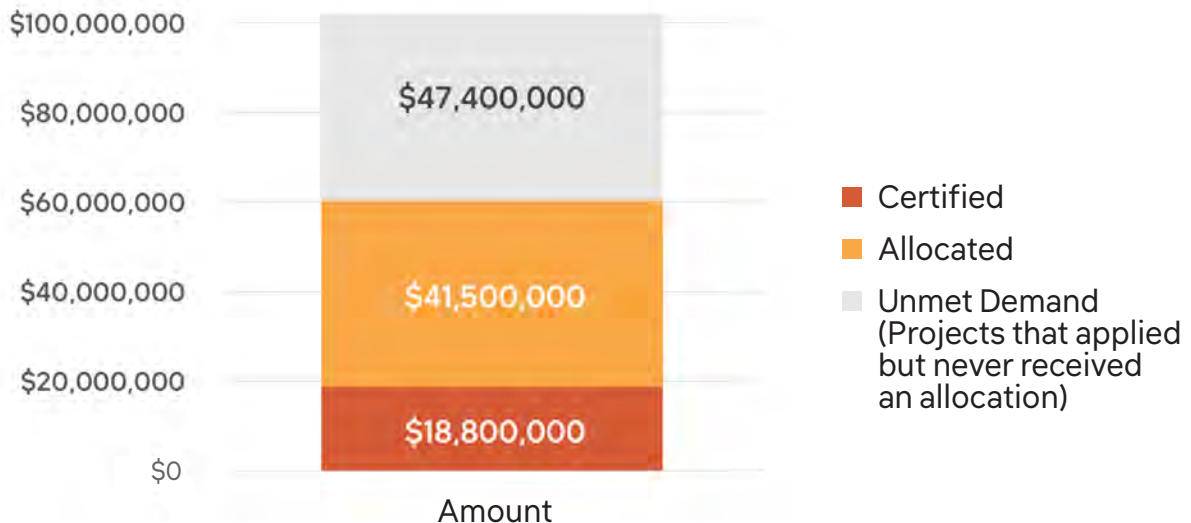 $100,000,000
$80,000,000
$60,000,000
$40,000,000
$20,000,000
$0
$47,400,000
$41,500,000
$18,800,000
Amount
Certified
Allocated
Unmet Demand
(Projects that applied
but never received
an allocation)